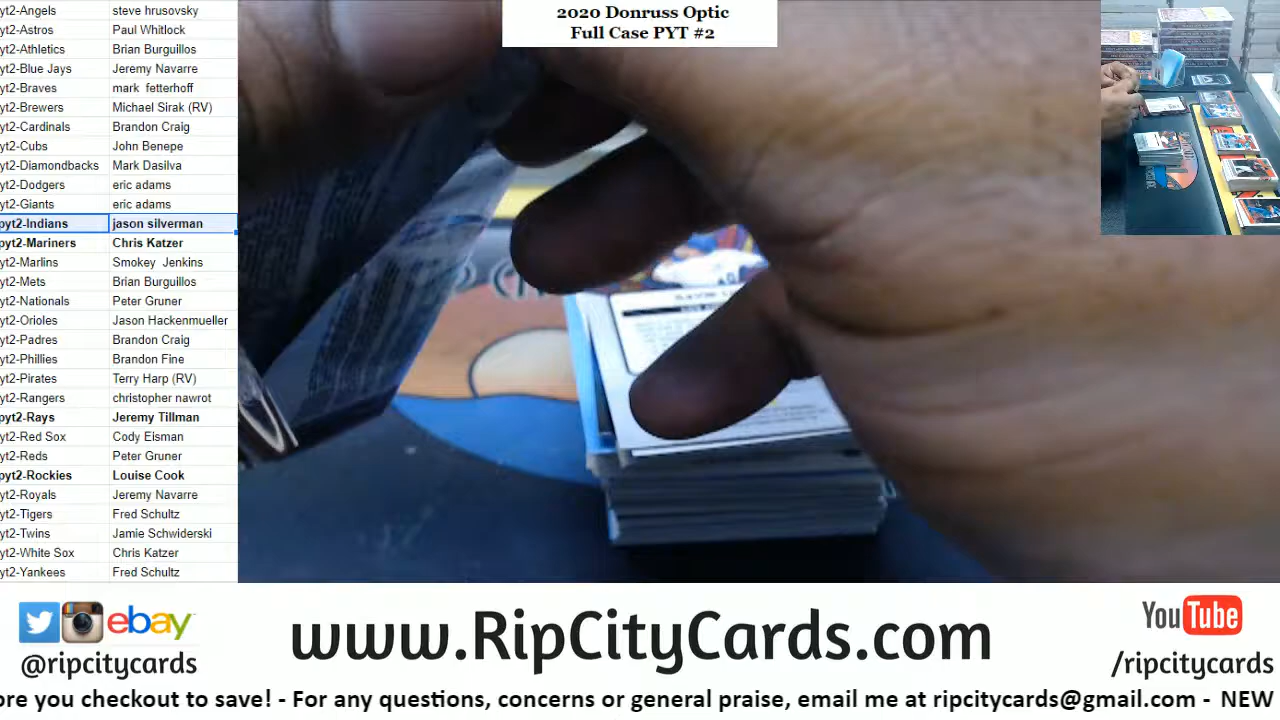 2020 Donruss Optic
Full Case PYT #2
yt2-Angels steve hrusovsky
yt2-Astros Paul Whitlock
yt2-Athletics Brian Burguillos
yt2-Blue Jays Jeremy Navarre
yt2-Braves mark fetterhoff
yt2-Brewers Michael Sirak (RV)
yt2-Cardinals Brandon Craig
yt2-Cubs John Benepe
yt2-Diamondbacks Mark Dasilva
yt2-Dodgers eric adams
yt2-Giants eric adams
pyt2-Indians jason silverman
pyt2-Mariners Chris Katzer
yt2-Marlins Smokey Jenkins
yt2-Mets Brian Burguillos
yt2-Nationals Peter Gruner
yt2-Orioles Jason Hackenmueller
yt2-Padres Brandon Craig
yt2-Phillies Brandon Fine
yt2-Pirates Terry Harp (RV)
yt2-Rangers christopher nawrot
pyt2-Rays Jeremy Tillman
yt2-Red Sox Cody Elsman
yt2-Reds Peter Gruner
pyt2-Rockies Louise Cook
yt2-Royals Jeremy Navarre
yt2-Tigers Fred Schultz
yt2-Twins Jamie Schwiderski
yt2-White Sox Chris Katzer
yt2-Yankees Fred Schultz
ebay
@ripcitycards
www.RipCityCards.com
YouTube
/ripcitycards
ore you checkout to save! - For any questions, concerns or general praise, email me at ripcitycards@gmail.com - NEW